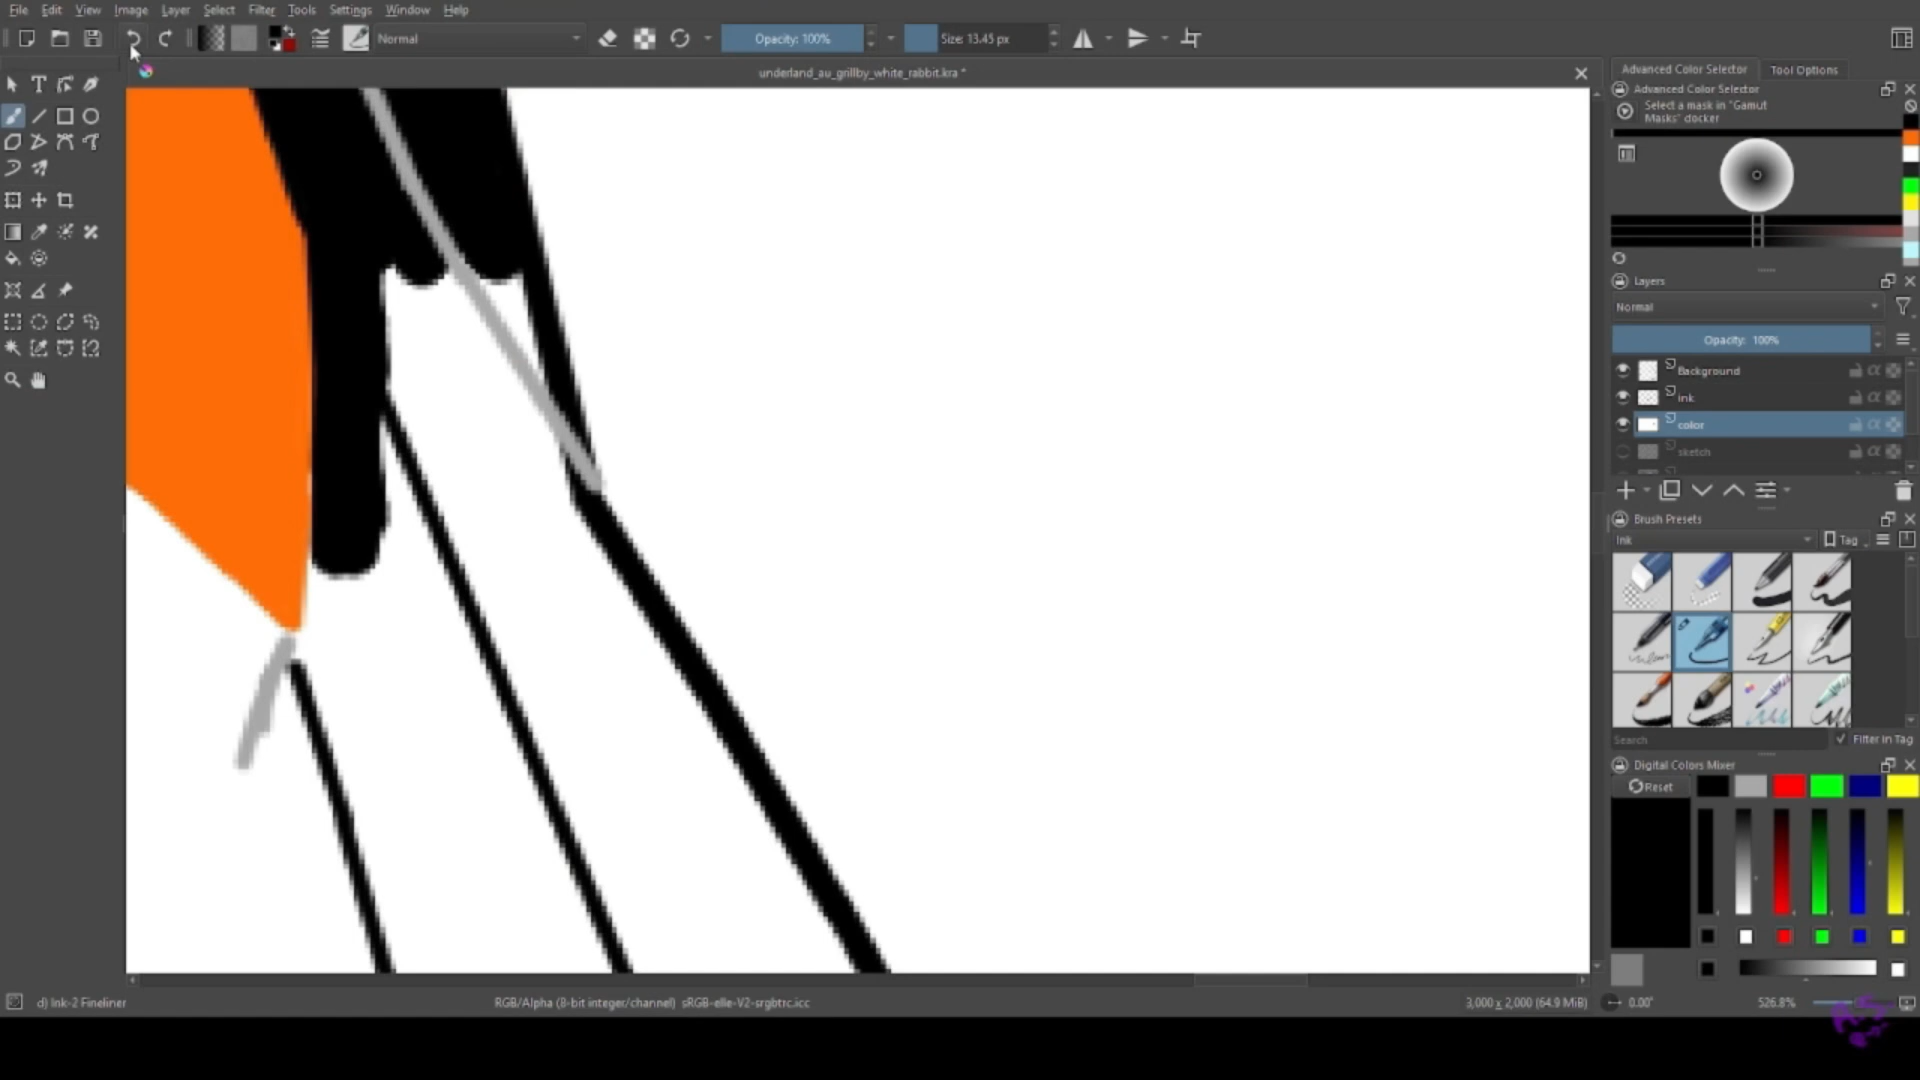 File Edit View Image Layer Select Filter Tools Settings Window Help
Normal
Opacity: 100%
Size: 13.45 px
underland_au_grillby_white_rabbit.kra *
Advanced Color Selector
Tool Options
Advanced Color Selector
Select a mask in "Gamut
Masks" docker
Layers
Normal
Opacity: 100%
Background
ink
color
sketch
Brush Presets
Ink
Tag
Search
Filter in Tag
Digital Colors Mixer
Reset
d) Ink-2 Fineliner
RGB/Alpha (8-bit integer/channel) sRGB-elle-V2-srgbtrc.icc
3,000 x 2,000 (64.9 MiB)
0.00°
526.8%